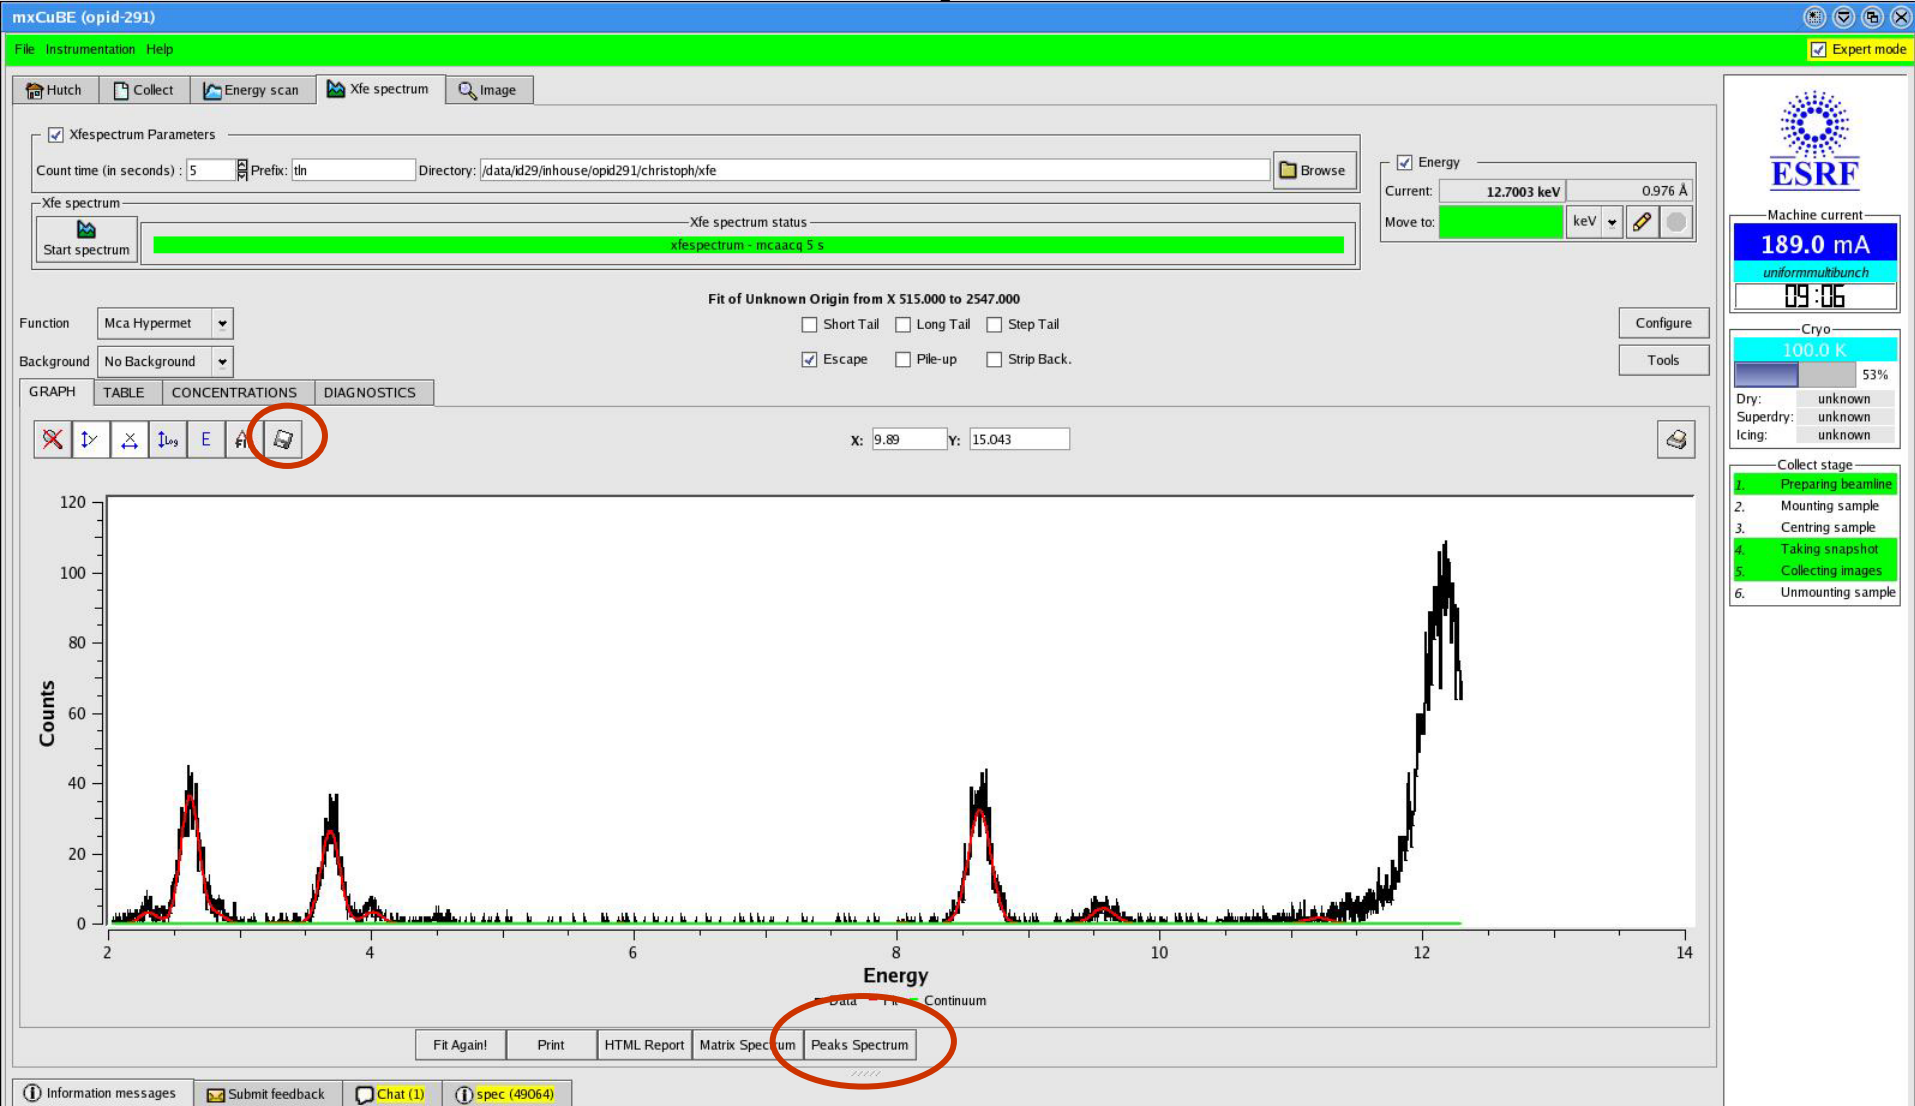 mxCuBE (opid-291)
File Instrumentation Help
Expert mode
Hutch Collect Energy scan Xfe spectrum Image
Xfespectrum Parameters
Count time (in seconds) : 5 Prefix: tln Directory: /data/id29/inhouse/opid291/christoph/xfe Browse
Xfe spectrum
Start spectrum
Xfe spectrum status
xfespectrum - mcaacq 5 s
Energy
Current: 12.7003 keV 0.976 Å
Move to: keV
Fit of Unknown Origin from X 515.000 to 2547.000
Function Mca Hypermet
Short Tail Long Tail Step Tail
Configure
Background No Background
Escape Pile-up Strip Back.
Tools
GRAPH TABLE CONCENTRATIONS DIAGNOSTICS
Y X Log E
X: 9.89 Y: 15.043
120
100
80
60
40
20
0
Counts
2 4 6 8 10 12 14
Energy
Data Fit Continuum
Fit Again! Print HTML Report Matrix Spectrum Peaks Spectrum
Information messages Submit feedback Chat (1) spec (49064)
ESRF
Machine current
189.0 mA
uniformmultibunch
09:06
Cryo
100.0 K
53%
Dry: unknown
Superdry: unknown
Icing: unknown
Collect stage
1. Preparing beamline
2. Mounting sample
3. Centring sample
4. Taking snapshot
5. Collecting images
6. Unmounting sample